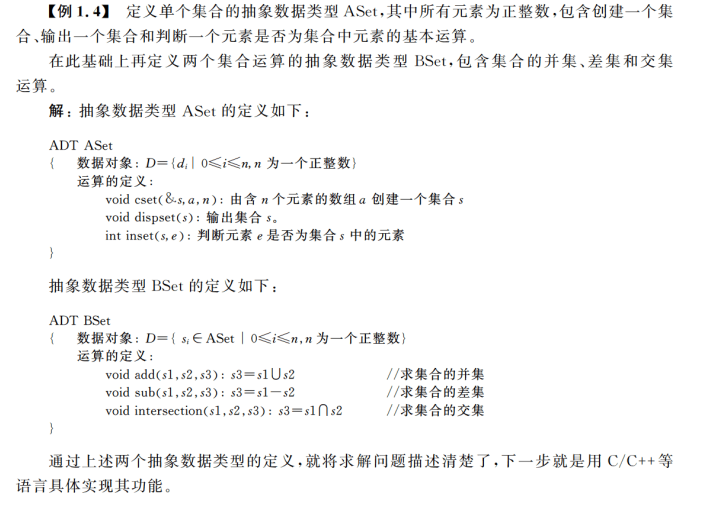 【例 1.4】 定义单个集合的抽象数据类型 ASet,其中所有元素为正整数,包含创建一个集
合、输出一个集合和判断一个元素是否为集合中元素的基本运算。
在此基础上再定义两个集合运算的抽象数据类型 BSet,包含集合的并集、差集和交集
运算。
解: 抽象数据类型 ASet 的定义如下:
ADT ASet
{ 数据对象: D={dᵢ| 0≤i≤n,n 为一个正整数}
运算的定义:
void cset(&s,a,n): 由含 n 个元素的数组 a 创建一个集合 s
void dispset(s): 输出集合 s。
int inset(s,e): 判断元素 e 是否为集合 s 中的元素
}
抽象数据类型 BSet 的定义如下:
ADT BSet
{ 数据对象: D={ sᵢ∈ASet | 0≤i≤n,n 为一个正整数}
运算的定义:
void add(s1,s2,s3): s3=s1∪s2 //求集合的并集
void sub(s1,s2,s3): s3=s1−s2 //求集合的差集
void intersection(s1,s2,s3): s3=s1∩s2 //求集合的交集
}
通过上述两个抽象数据类型的定义,就将求解问题描述清楚了,下一步就是用 C/C++等
语言具体实现其功能。